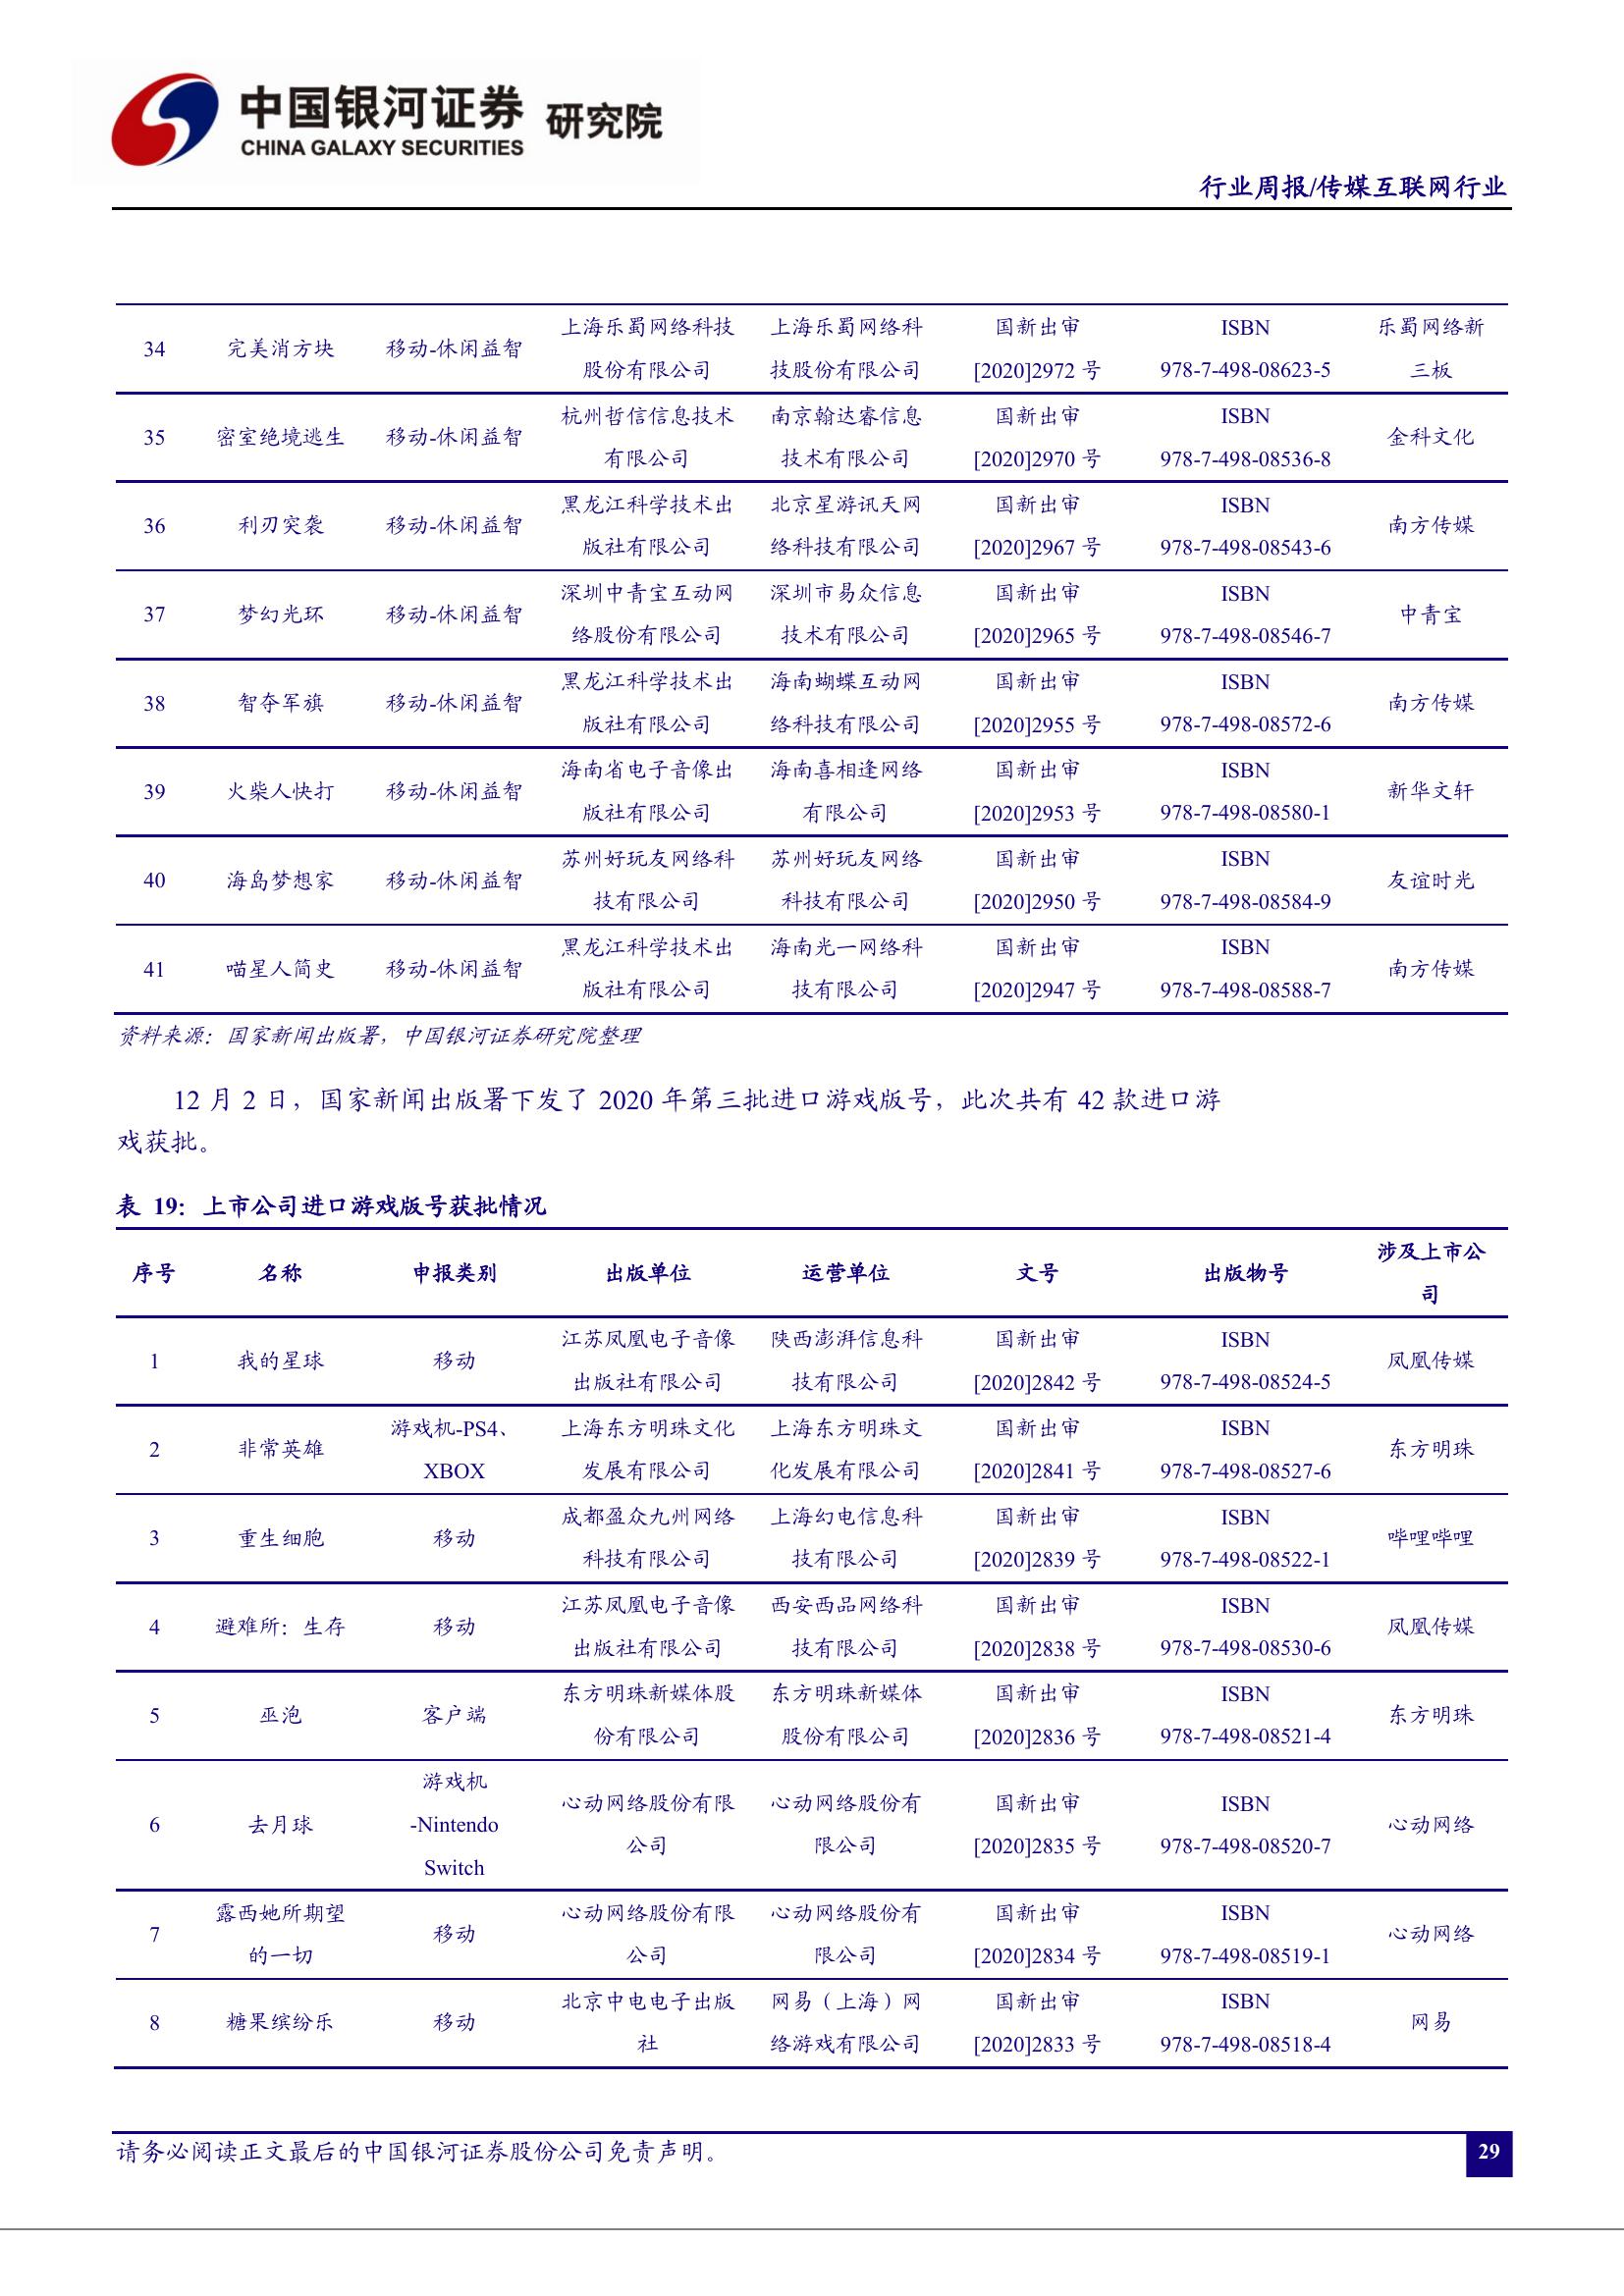 中国银河证券 研究院
CHINA GALAXY SECURITIES
行业周报/传媒互联网行业
34 完美消方块 移动-休闲益智 上海乐蜀网络科技股份有限公司 上海乐蜀网络科技股份有限公司 国新出审[2020]2972 号 ISBN 978-7-498-08623-5 乐蜀网络新三板
35 密室绝境逃生 移动-休闲益智 杭州哲信信息技术有限公司 南京翰达睿信息技术有限公司 国新出审[2020]2970 号 ISBN 978-7-498-08536-8 金科文化
36 利刃突袭 移动-休闲益智 黑龙江科学技术出版社有限公司 北京星游讯天网络科技有限公司 国新出审[2020]2967 号 ISBN 978-7-498-08543-6 南方传媒
37 梦幻光环 移动-休闲益智 深圳中青宝互动网络股份有限公司 深圳市易众信息技术有限公司 国新出审[2020]2965 号 ISBN 978-7-498-08546-7 中青宝
38 智夺军旗 移动-休闲益智 黑龙江科学技术出版社有限公司 海南蝴蝶互动网络科技有限公司 国新出审[2020]2955 号 ISBN 978-7-498-08572-6 南方传媒
39 火柴人快打 移动-休闲益智 海南省电子音像出版社有限公司 海南喜相逢网络有限公司 国新出审[2020]2953 号 ISBN 978-7-498-08580-1 新华文轩
40 海岛梦想家 移动-休闲益智 苏州好玩友网络科技有限公司 苏州好玩友网络科技有限公司 国新出审[2020]2950 号 ISBN 978-7-498-08584-9 友谊时光
41 喵星人简史 移动-休闲益智 黑龙江科学技术出版社有限公司 海南光一网络科技有限公司 国新出审[2020]2947 号 ISBN 978-7-498-08588-7 南方传媒
资料来源：国家新闻出版署，中国银河证券研究院整理
12 月 2 日，国家新闻出版署下发了 2020 年第三批进口游戏版号，此次共有 42 款进口游
戏获批。
表 19：上市公司进口游戏版号获批情况
序号 名称 申报类别 出版单位 运营单位 文号 出版物号 涉及上市公司
1 我的星球 移动 江苏凤凰电子音像出版社有限公司 陕西澎湃信息科技有限公司 国新出审[2020]2842 号 ISBN 978-7-498-08524-5 凤凰传媒
2 非常英雄 游戏机-PS4、XBOX 上海东方明珠文化发展有限公司 上海东方明珠文化发展有限公司 国新出审[2020]2841 号 ISBN 978-7-498-08527-6 东方明珠
3 重生细胞 移动 成都盈众九州网络科技有限公司 上海幻电信息科技有限公司 国新出审[2020]2839 号 ISBN 978-7-498-08522-1 哔哩哔哩
4 避难所：生存 移动 江苏凤凰电子音像出版社有限公司 西安西品网络科技有限公司 国新出审[2020]2838 号 ISBN 978-7-498-08530-6 凤凰传媒
5 巫泡 客户端 东方明珠新媒体股份有限公司 东方明珠新媒体股份有限公司 国新出审[2020]2836 号 ISBN 978-7-498-08521-4 东方明珠
6 去月球 游戏机-Nintendo Switch 心动网络股份有限公司 心动网络股份有限公司 国新出审[2020]2835 号 ISBN 978-7-498-08520-7 心动网络
7 露西她所期望的一切 移动 心动网络股份有限公司 心动网络股份有限公司 国新出审[2020]2834 号 ISBN 978-7-498-08519-1 心动网络
8 糖果缤纷乐 移动 北京中电电子出版社 网易（上海）网络游戏有限公司 国新出审[2020]2833 号 ISBN 978-7-498-08518-4 网易
请务必阅读正文最后的中国银河证券股份公司免责声明。
29